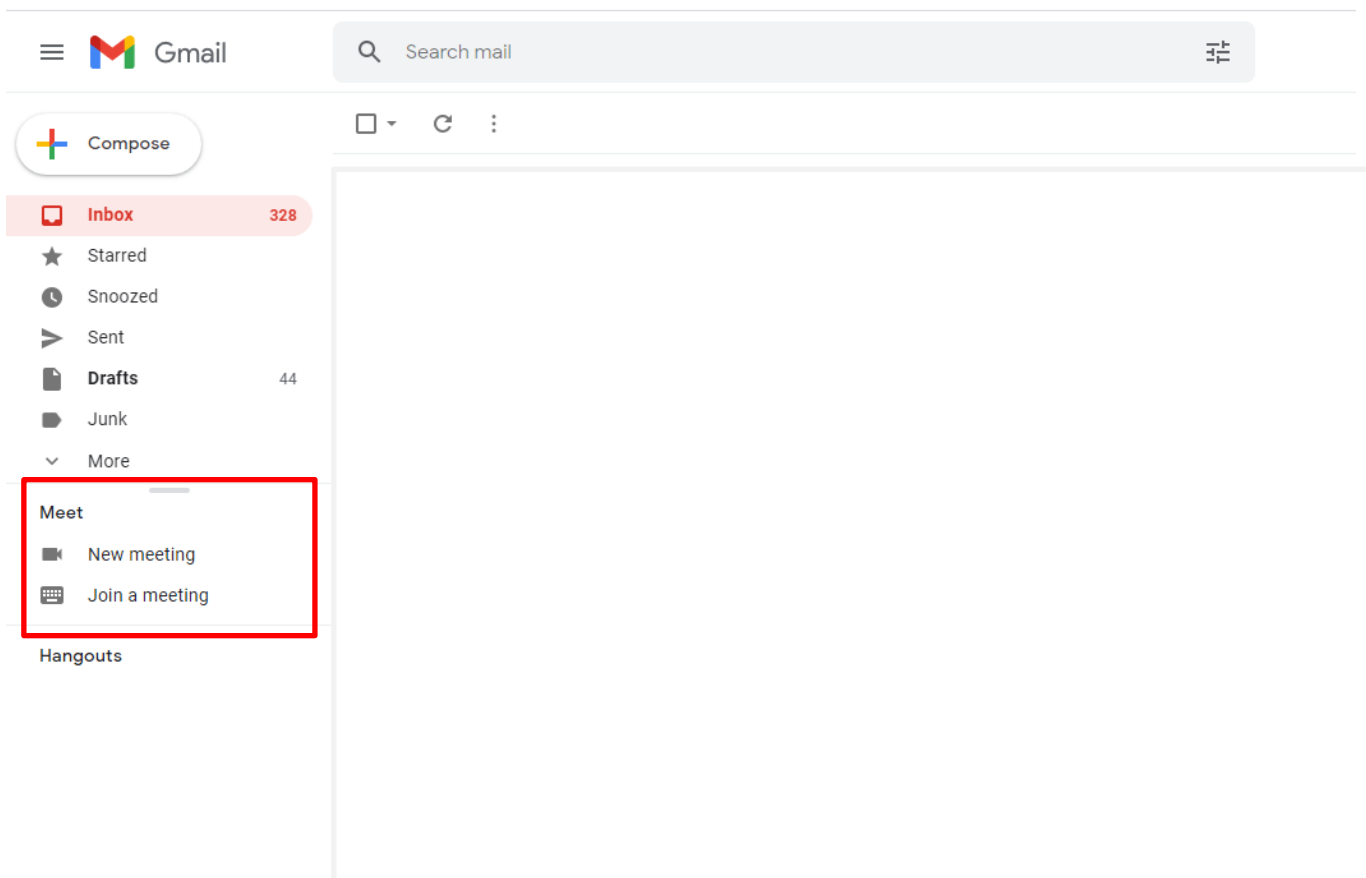 Gmail
Search mail
Compose
Inbox 328
Starred
Snoozed
Sent
Drafts 44
Junk
More
Meet
New meeting
Join a meeting
Hangouts